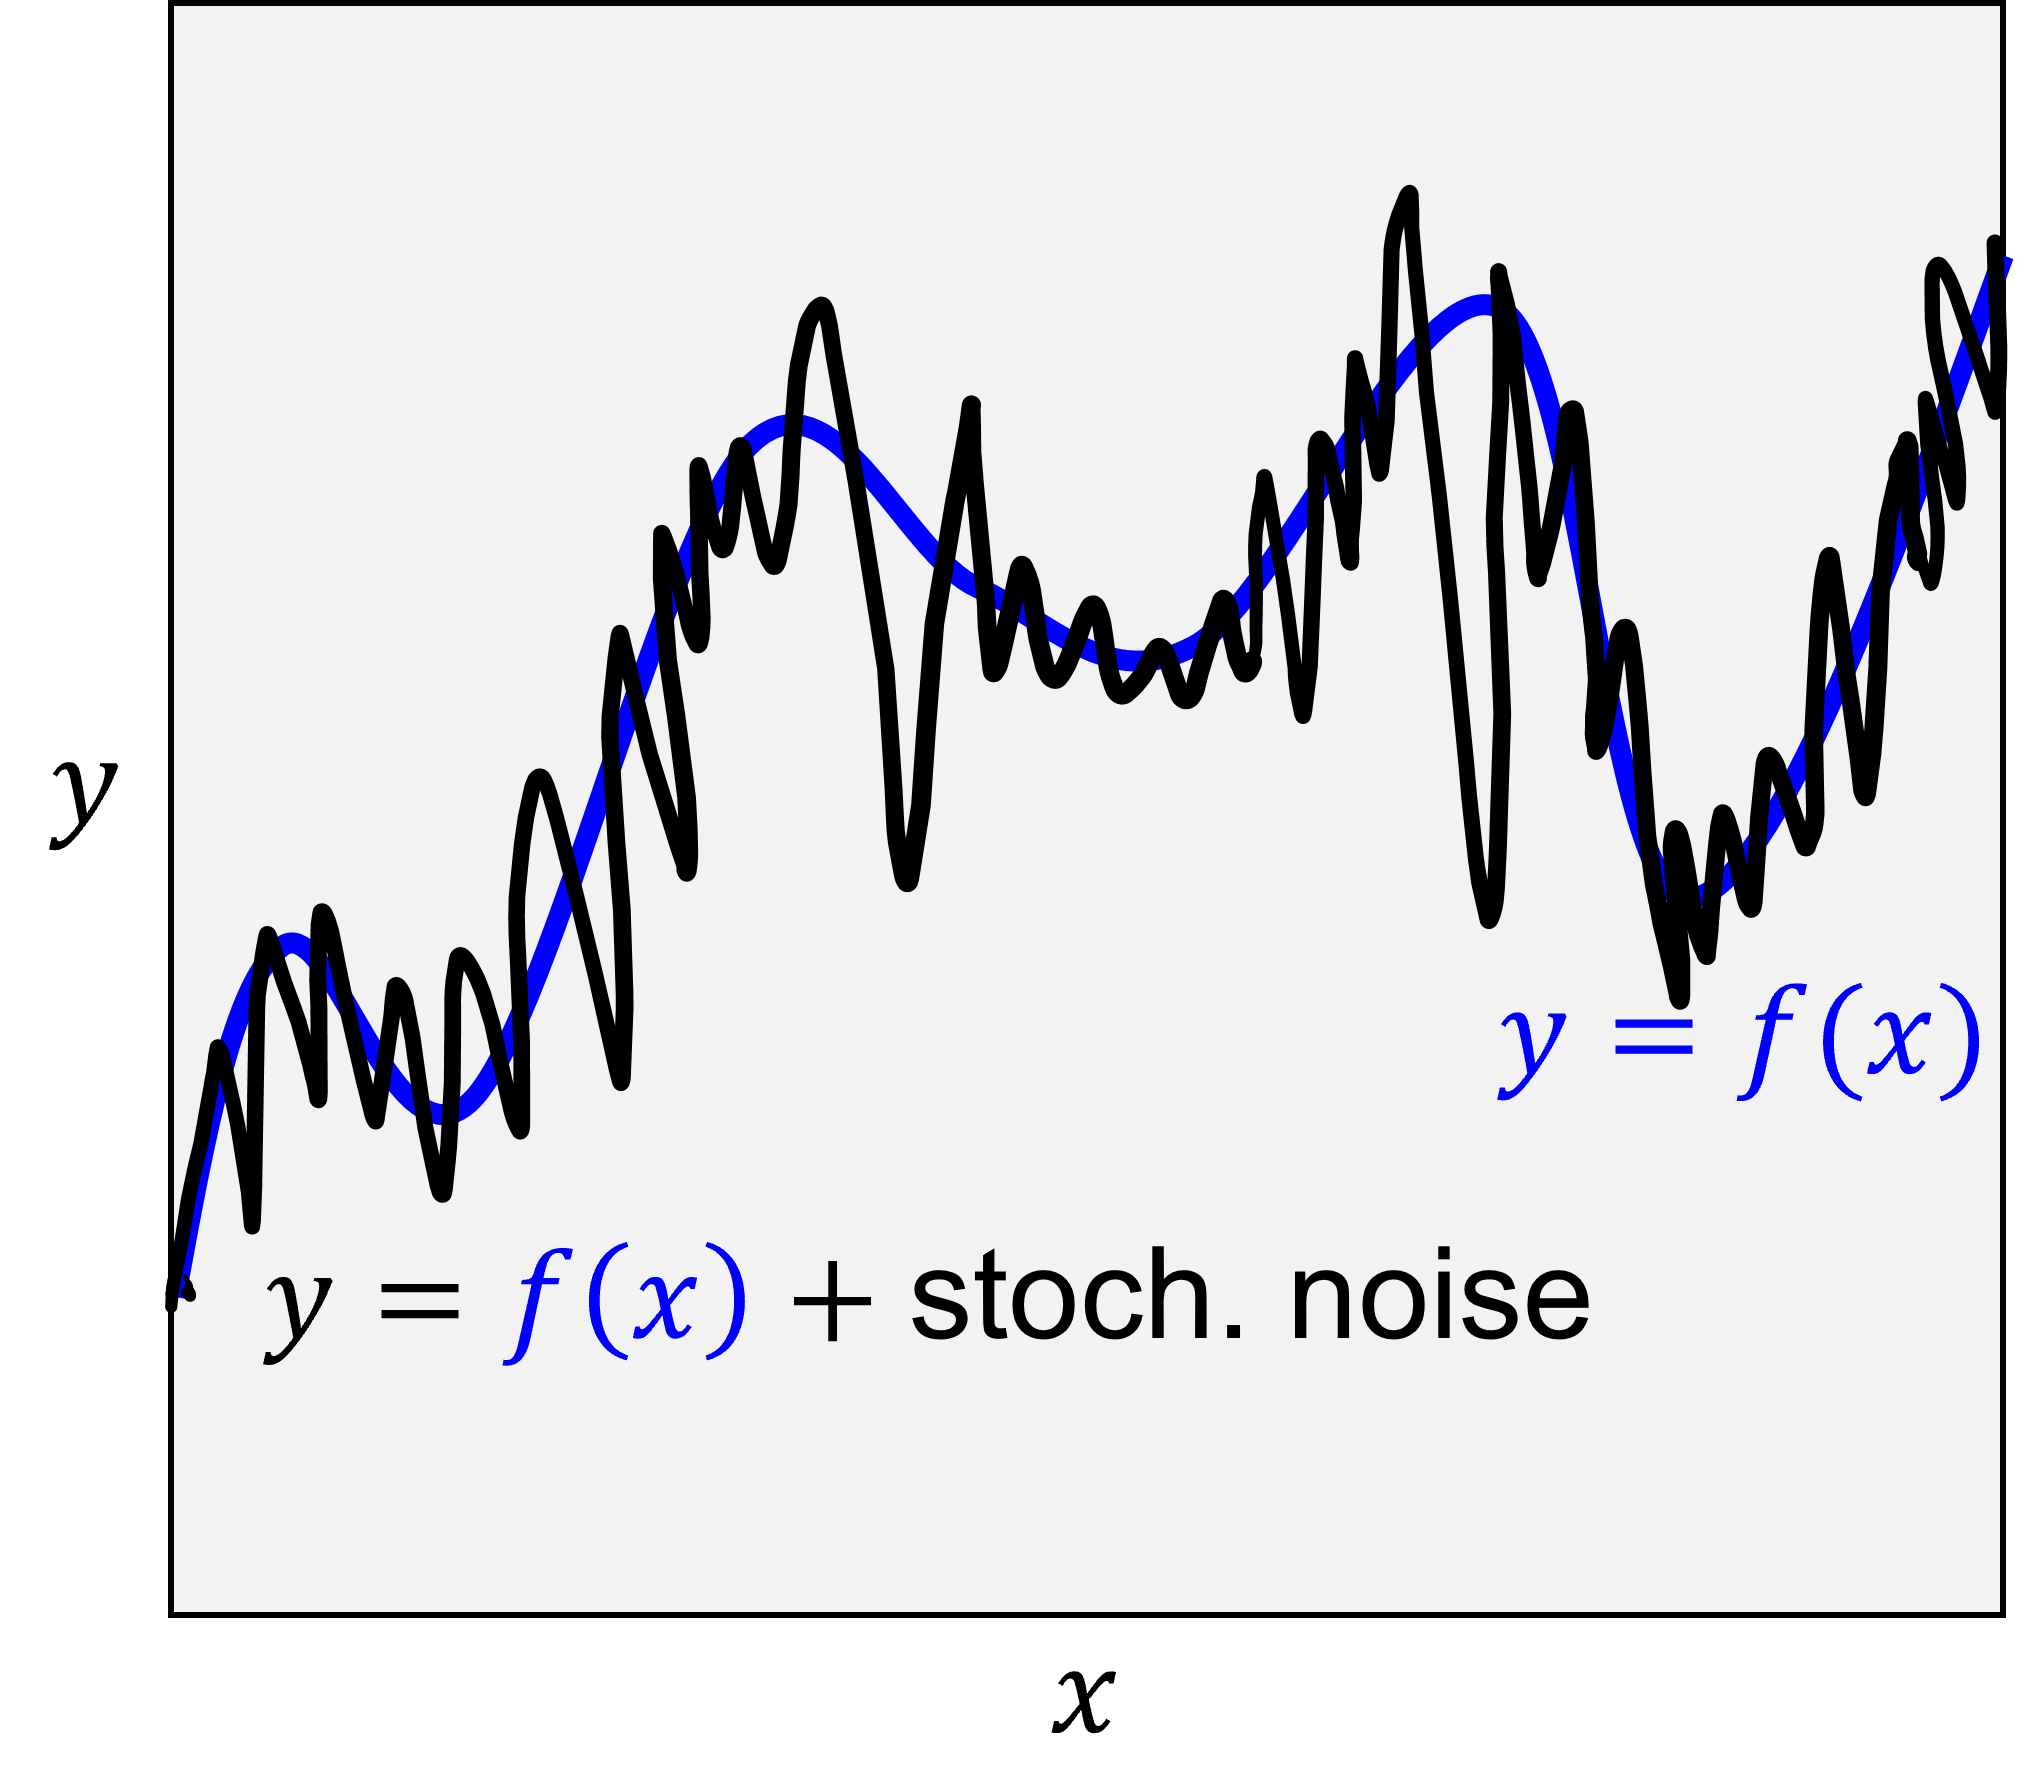 y
y = f(x)
y = f(x) + stoch. noise
x